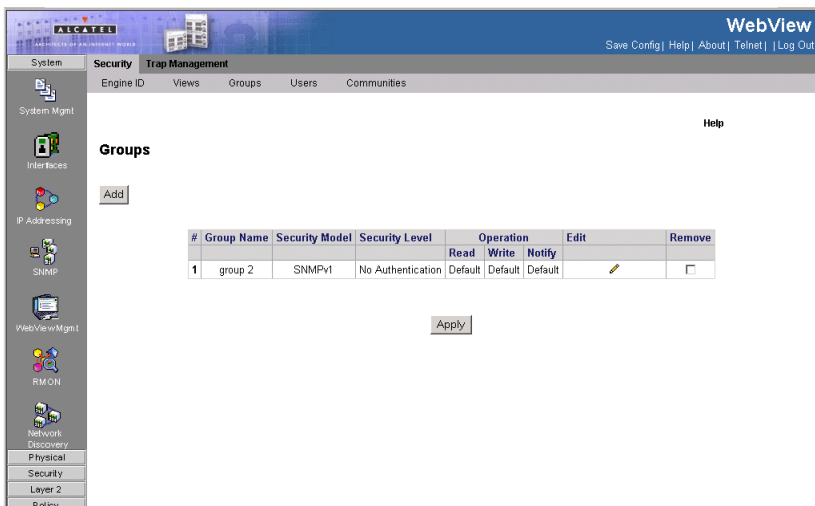 ALCATEL
ARCHITECTS OF AN INTERNET WORLD
WebView
Save Config| Help| About| Telnet| |Log Out
System
Security Trap Management
Engine ID Views Groups Users Communities
System Mgmt
Help
Groups
Interfaces
Add
IP Addressing
# Group Name Security Model Security Level Operation Edit Remove
Read Write Notify
1 group 2 SNMPv1 No Authentication Default Default Default
SNMP
Apply
WebViewMgmt
RMON
Network
Discovery
Physical
Security
Layer 2
Policy